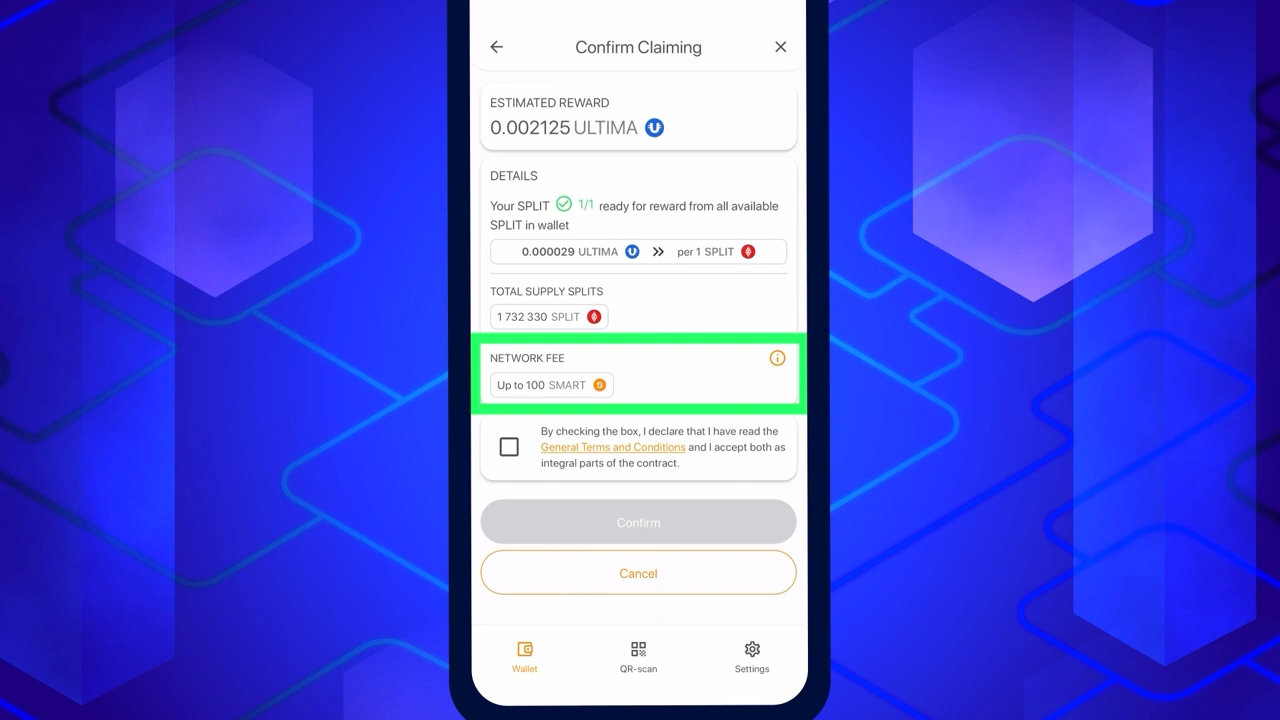 Confirm Claiming
ESTIMATED REWARD
0.002125 ULTIMA
DETAILS
Your SPLIT 1/1 ready for reward from all available
SPLIT in wallet
0.000029 ULTIMA per 1 SPLIT
TOTAL SUPPLY SPLITS
1 732 330 SPLIT
NETWORK FEE
Up to 100 SMART
By checking the box, I declare that I have read the
General Terms and Conditions and I accept both as
integral parts of the contract.
Confirm
Cancel
Wallet QR-scan Settings